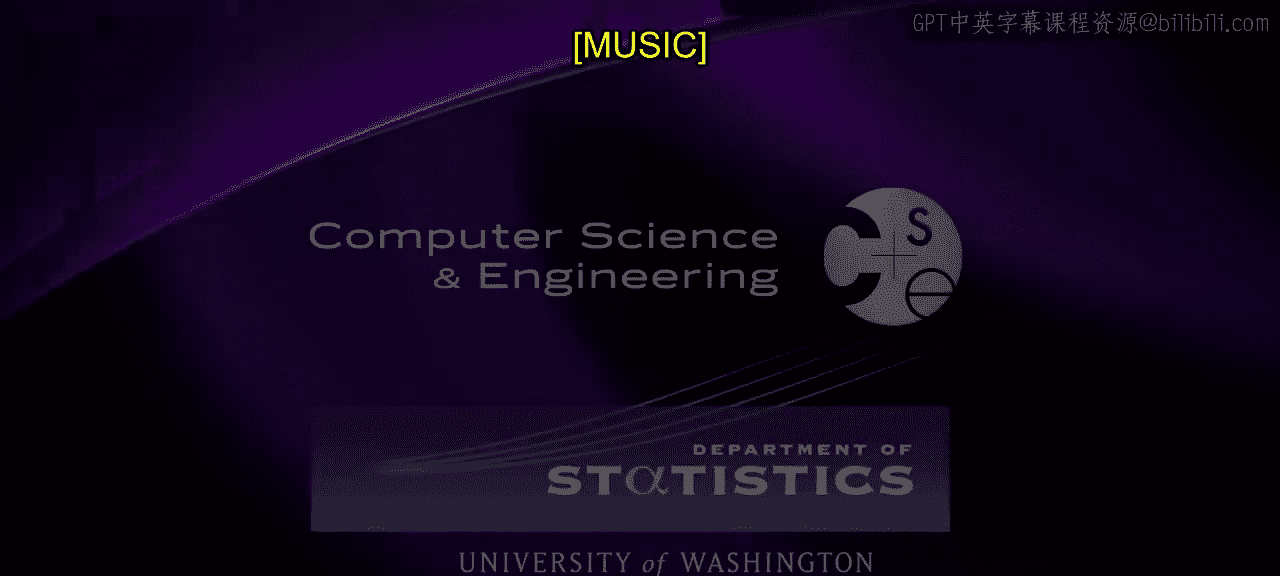 GPT中英字幕课程资源@bilibili.com
[MUSIC]
Computer Science
& Engineering
C
s
e
DEPARTMENT OF
STαTISTICS
UNIVERSITY of WASHINGTON